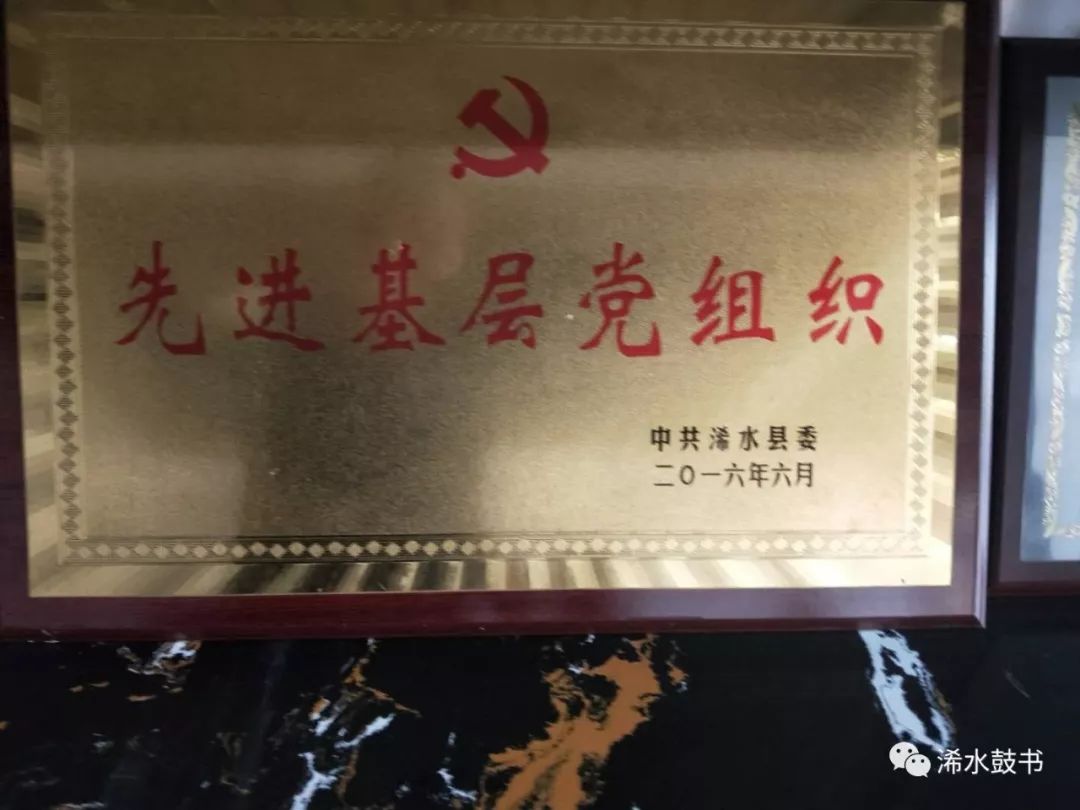 先进基层党组织
中共浠水县委
二〇一六年六月
浠水鼓书